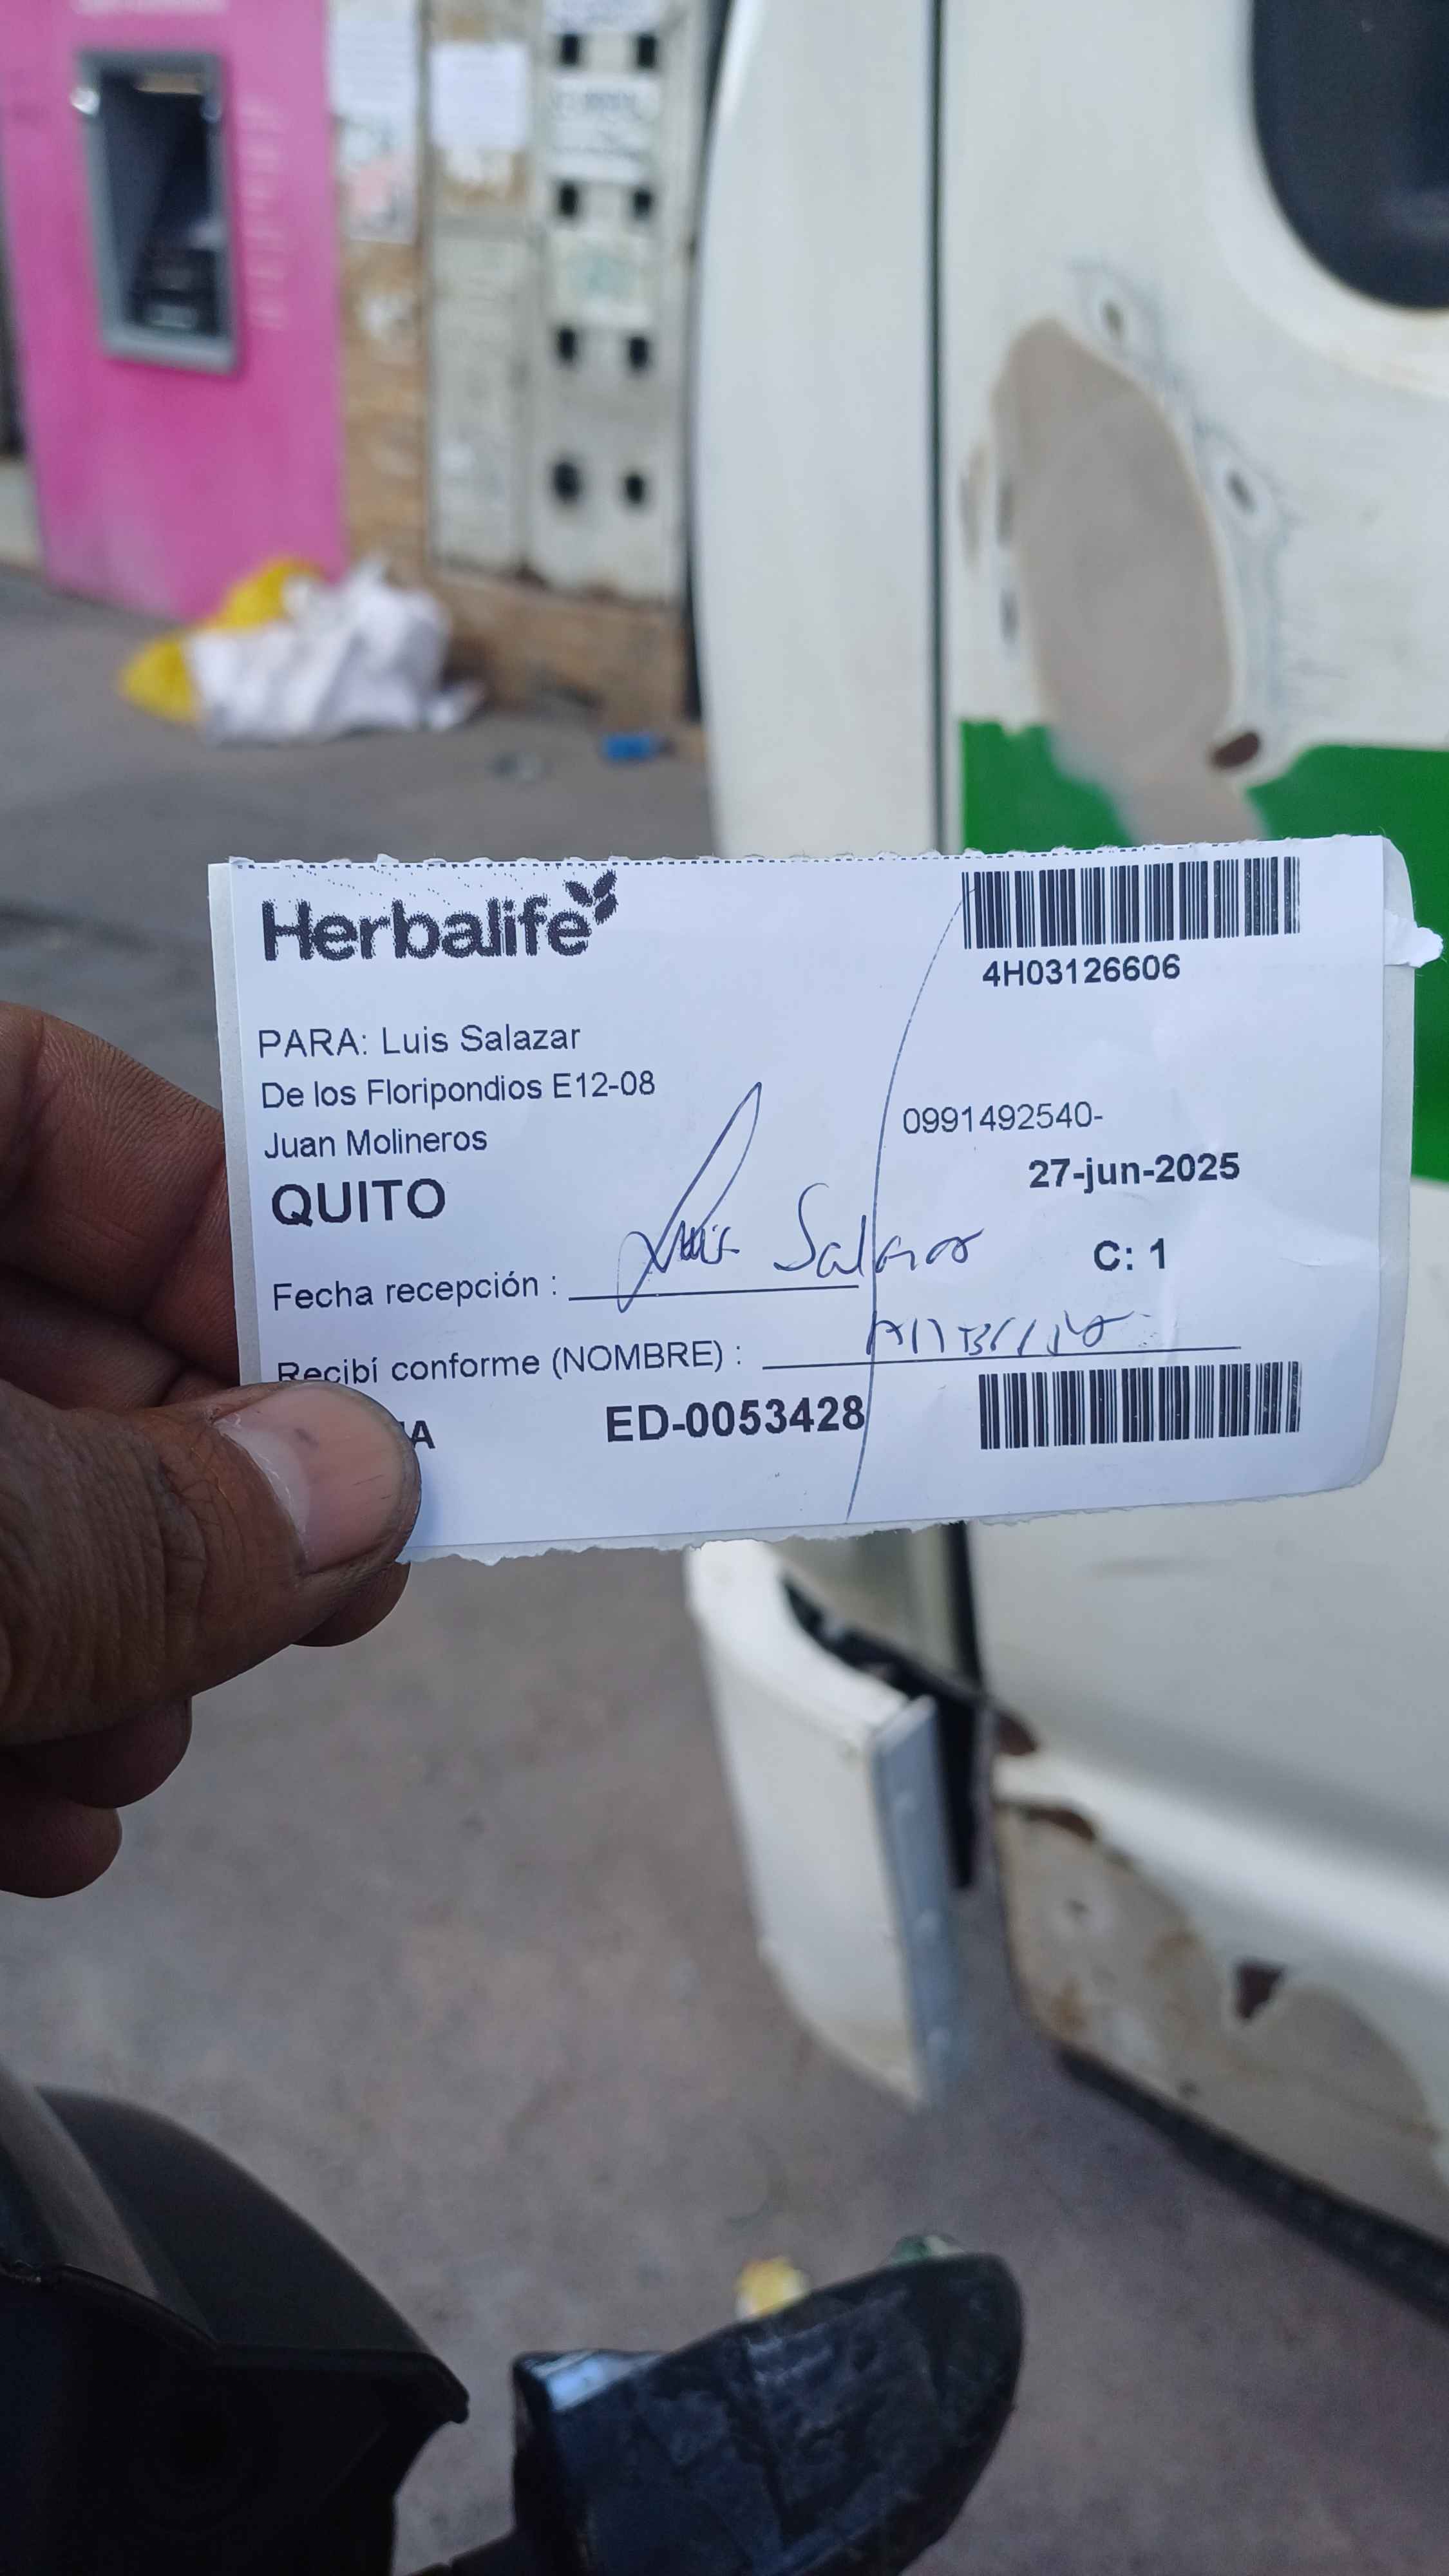 Herbalife
4H03126606
PARA: Luis Salazar
De los Floripondios E12-08
Juan Molineros
0991492540-
QUITO
27-jun-2025
Luis Salazar
Fecha recepción :
C: 1
Recibí conforme (NOMBRE) :
A
ED-0053428